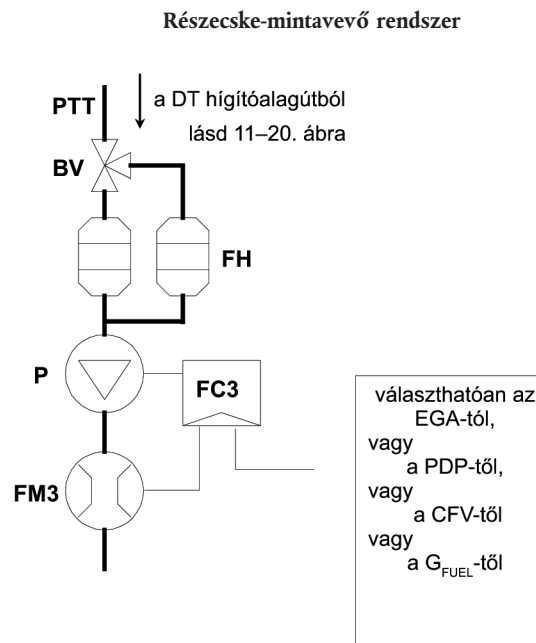 Részecske-mintavevő rendszer
PTT
a DT hígítóalagútból
lásd 11–20. ábra
BV
FH
P
FC3
FM3
választhatóan az
EGA-tól,
vagy
a PDP-től,
vagy
a CFV-től
vagy
a GFUEL-től